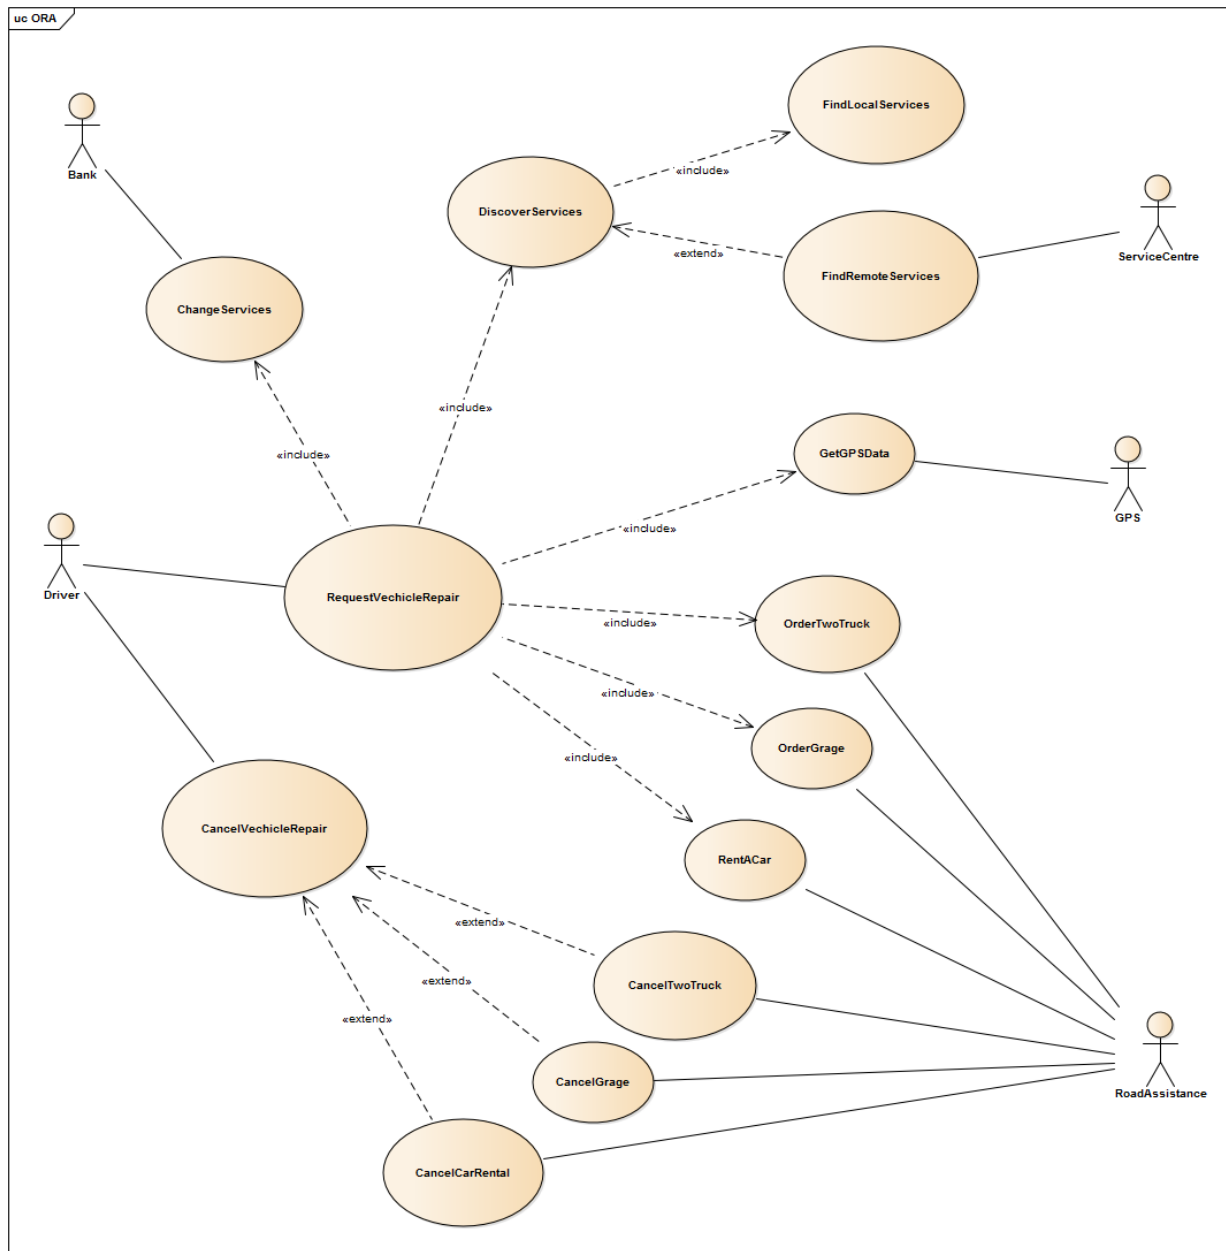 uc ORA
FindLocalServices
Bank
«include»
DiscoverServices
ServiceCentre
«extend»
FindRemoteServices
ChangeServices
«include»
«include»
GetGPSData
GPS
«include»
Driver
RequestVechicleRepair
«include»
OrderTwoTruck
«include»
OrderGrage
«include»
CancelVechicleRepair
RentACar
«extend»
«extend»
CancelTwoTruck
«extend»
CancelGrage
RoadAssistance
CancelCarRental